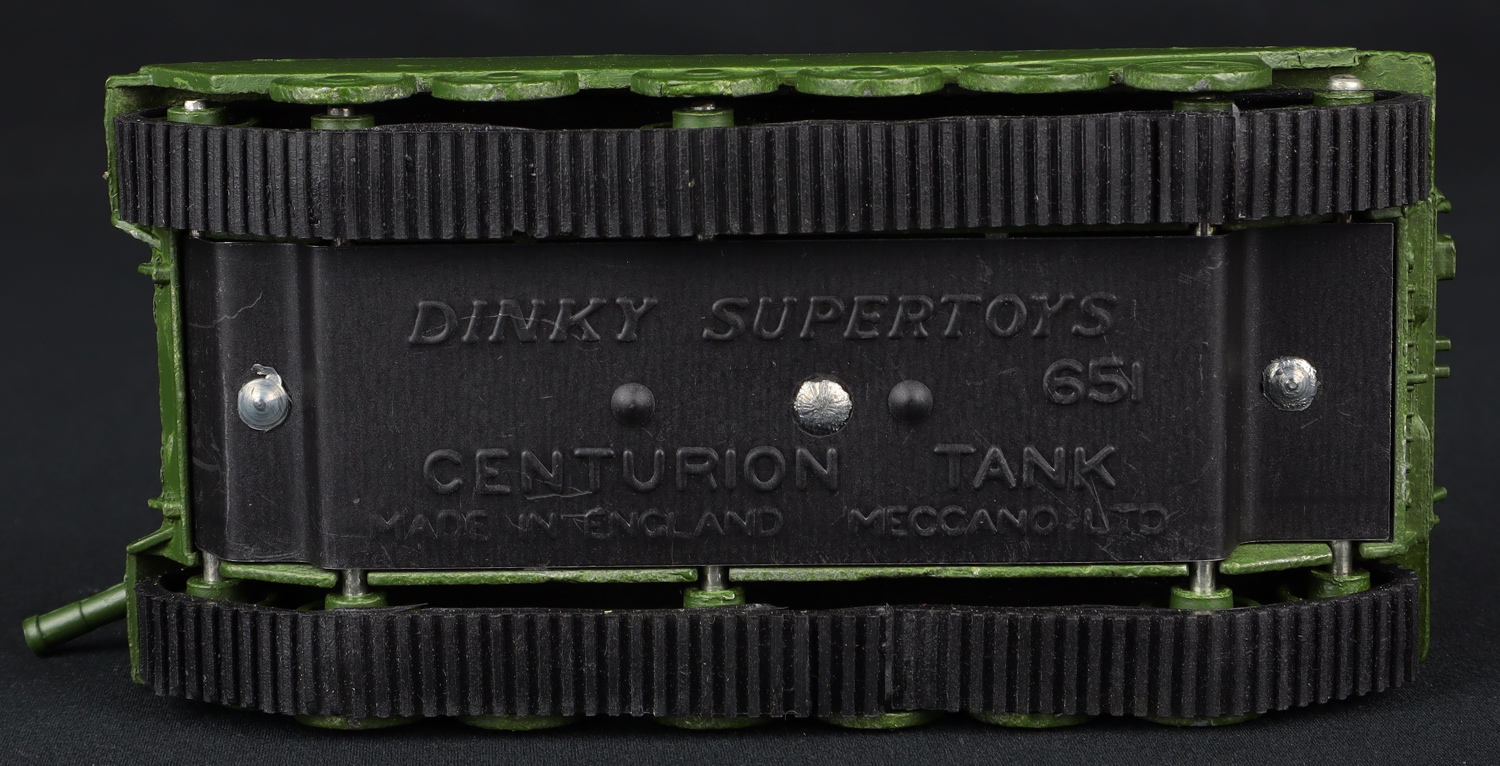 DINKY SUPERTOYS
651
CENTURION TANK
MADE IN ENGLAND MECCANO LTD